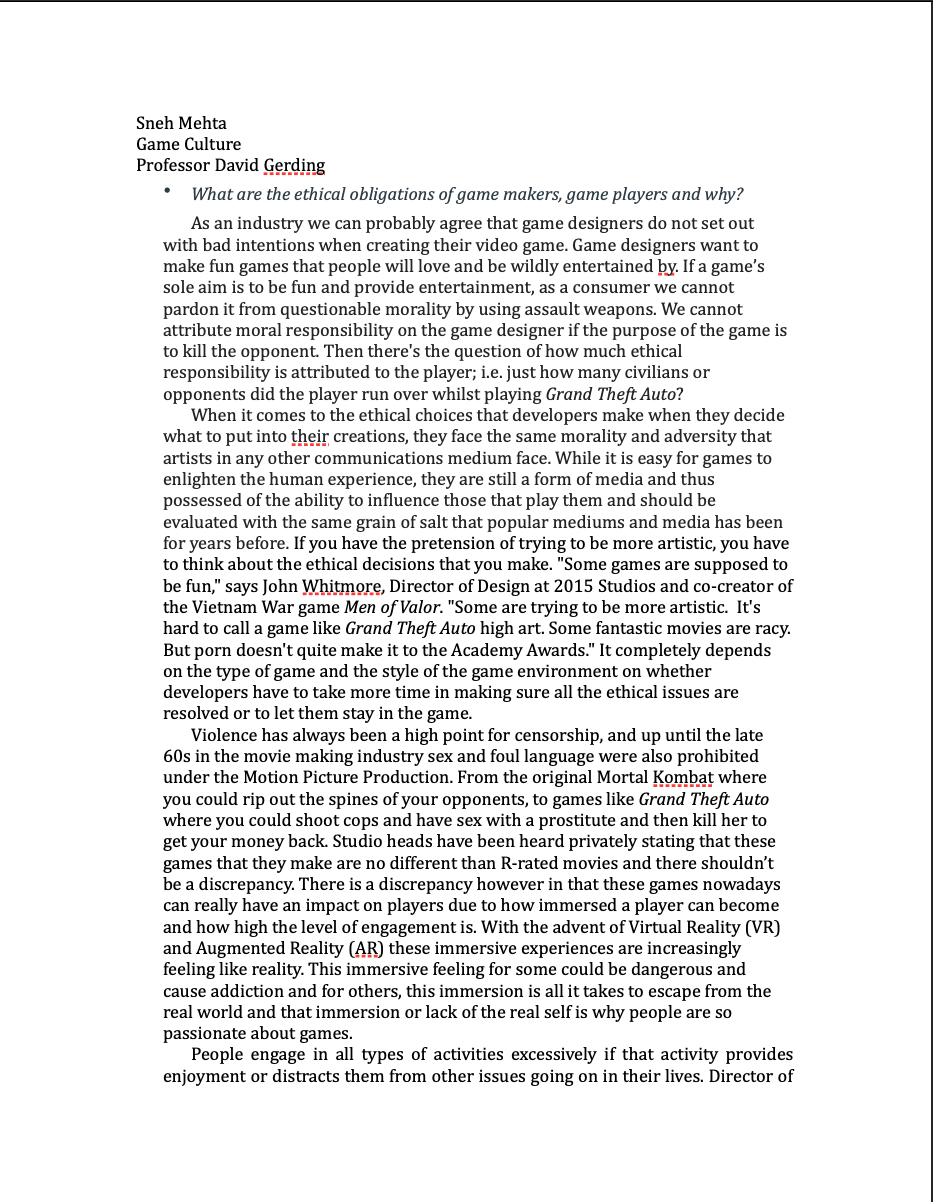 Sneh Mehta
Game Culture
Professor David Gerding
• What are the ethical obligations of game makers, game players and why?
As an industry we can probably agree that game designers do not set out
with bad intentions when creating their video game. Game designers want to
make fun games that people will love and be wildly entertained by. If a game’s
sole aim is to be fun and provide entertainment, as a consumer we cannot
pardon it from questionable morality by using assault weapons. We cannot
attribute moral responsibility on the game designer if the purpose of the game is
to kill the opponent. Then there's the question of how much ethical
responsibility is attributed to the player; i.e. just how many civilians or
opponents did the player run over whilst playing Grand Theft Auto?
When it comes to the ethical choices that developers make when they decide
what to put into their creations, they face the same morality and adversity that
artists in any other communications medium face. While it is easy for games to
enlighten the human experience, they are still a form of media and thus
possessed of the ability to influence those that play them and should be
evaluated with the same grain of salt that popular mediums and media has been
for years before. If you have the pretension of trying to be more artistic, you have
to think about the ethical decisions that you make. "Some games are supposed to
be fun," says John Whitmore, Director of Design at 2015 Studios and co-creator of
the Vietnam War game Men of Valor. "Some are trying to be more artistic.  It's
hard to call a game like Grand Theft Auto high art. Some fantastic movies are racy.
But porn doesn't quite make it to the Academy Awards." It completely depends
on the type of game and the style of the game environment on whether
developers have to take more time in making sure all the ethical issues are
resolved or to let them stay in the game.
Violence has always been a high point for censorship, and up until the late
60s in the movie making industry sex and foul language were also prohibited
under the Motion Picture Production. From the original Mortal Kombat where
you could rip out the spines of your opponents, to games like Grand Theft Auto
where you could shoot cops and have sex with a prostitute and then kill her to
get your money back. Studio heads have been heard privately stating that these
games that they make are no different than R-rated movies and there shouldn’t
be a discrepancy. There is a discrepancy however in that these games nowadays
can really have an impact on players due to how immersed a player can become
and how high the level of engagement is. With the advent of Virtual Reality (VR)
and Augmented Reality (AR) these immersive experiences are increasingly
feeling like reality. This immersive feeling for some could be dangerous and
cause addiction and for others, this immersion is all it takes to escape from the
real world and that immersion or lack of the real self is why people are so
passionate about games.
People engage in all types of activities excessively if that activity provides
enjoyment or distracts them from other issues going on in their lives. Director of